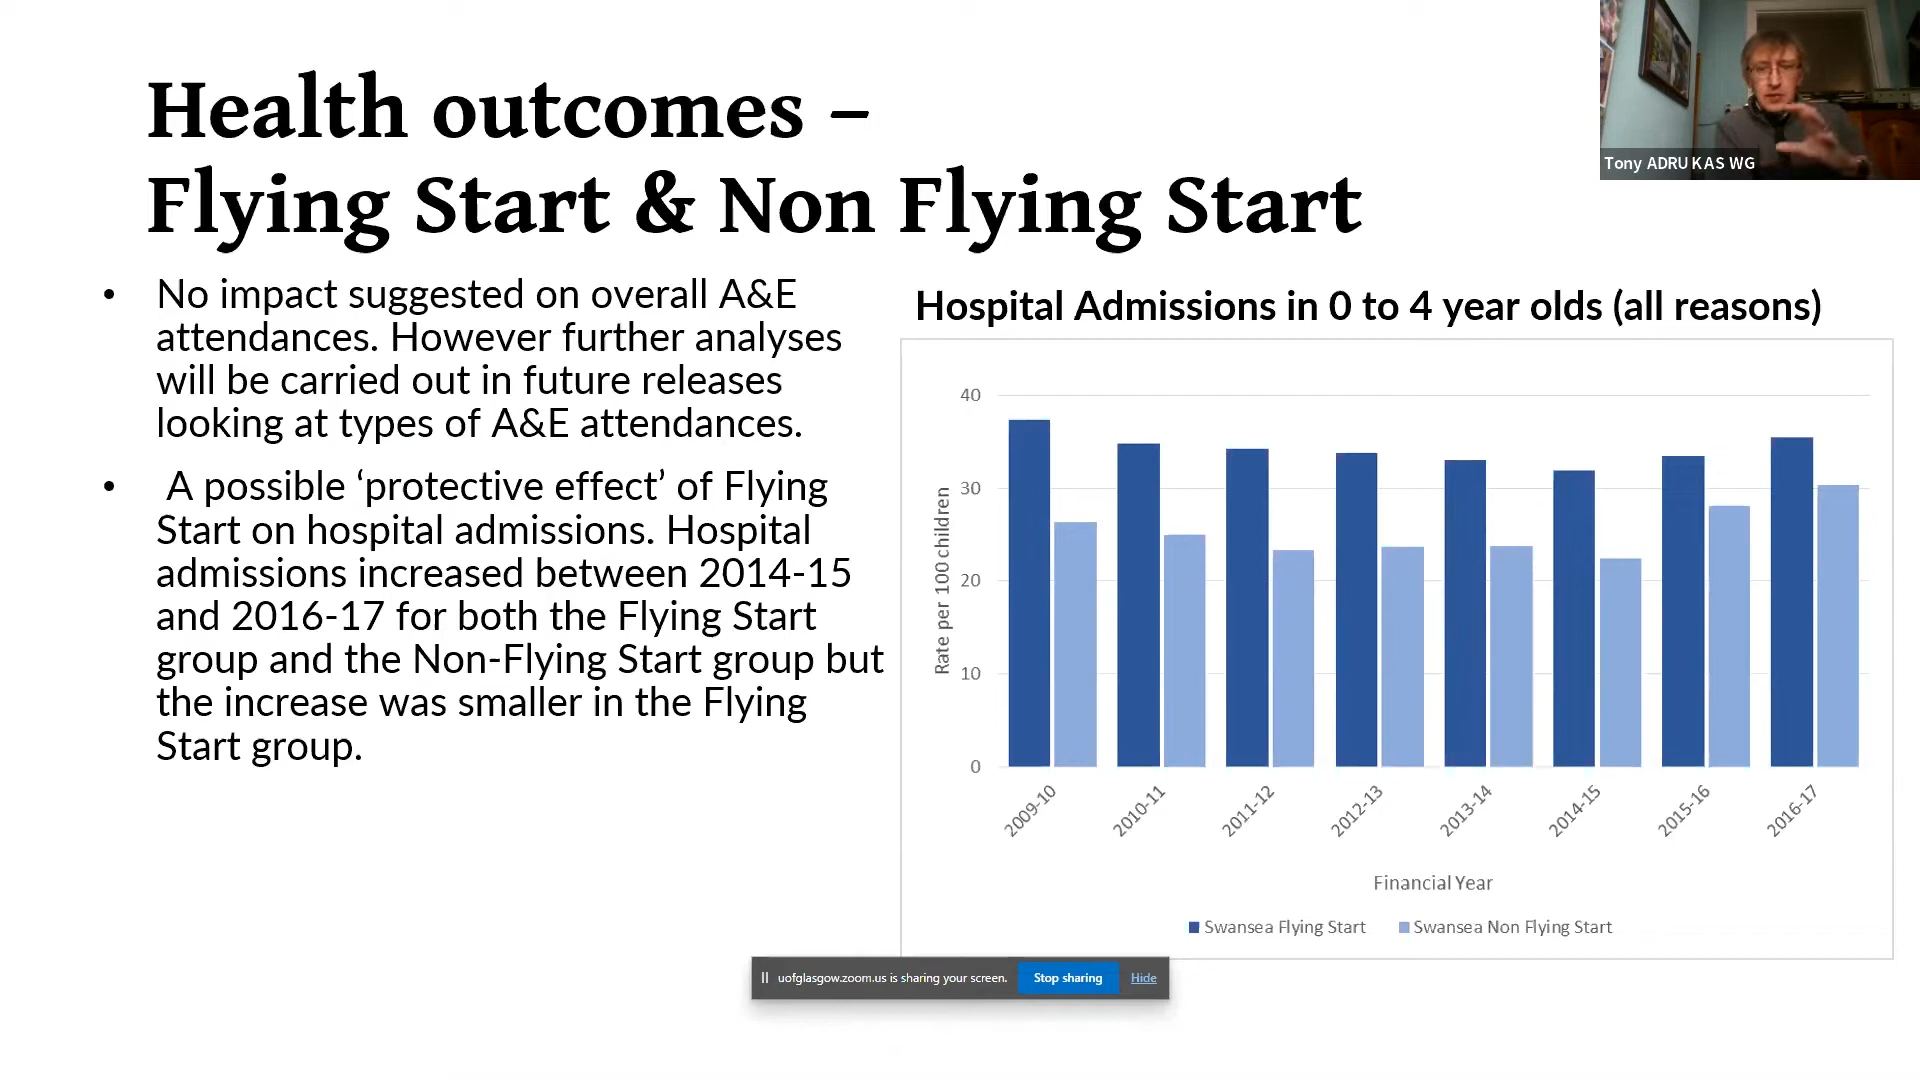 Health outcomes –
Flying Start & Non Flying Start
Tony ADRU KAS WG
• No impact suggested on overall A&E
attendances. However further analyses
will be carried out in future releases
looking at types of A&E attendances.
• A possible ‘protective effect’ of Flying
Start on hospital admissions. Hospital
admissions increased between 2014-15
and 2016-17 for both the Flying Start
group and the Non-Flying Start group but
the increase was smaller in the Flying
Start group.
Hospital Admissions in 0 to 4 year olds (all reasons)
Rate per 100 children
40
30
20
10
0
2009-10
2010-11
2011-12
2012-13
2013-14
2014-15
2015-16
2016-17
Financial Year
Swansea Flying Start
Swansea Non Flying Start
uofglasgow.zoom.us is sharing your screen.
Stop sharing
Hide